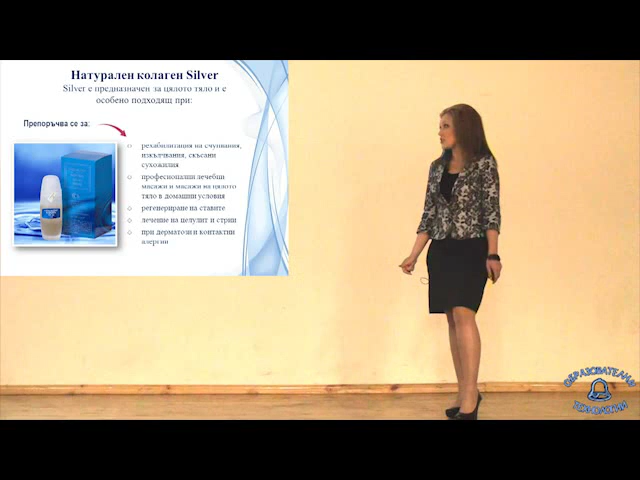 Натурален колаген Silver
Silver е предназначен за цялото тяло и е
особено подходящ при:
Препоръчва се за:
рехабилитация на счупвания,
изкълчвания, скъсани
сухожилия
професионални лечебни
масажи и масажи на цялото
тяло в домашни условия
регенериране на ставите
лечение на целулит и стрии
при дерматози и контактни
алергии
ОБРАЗОВАТЕЛНИ
ТЕХНОЛОГИИ